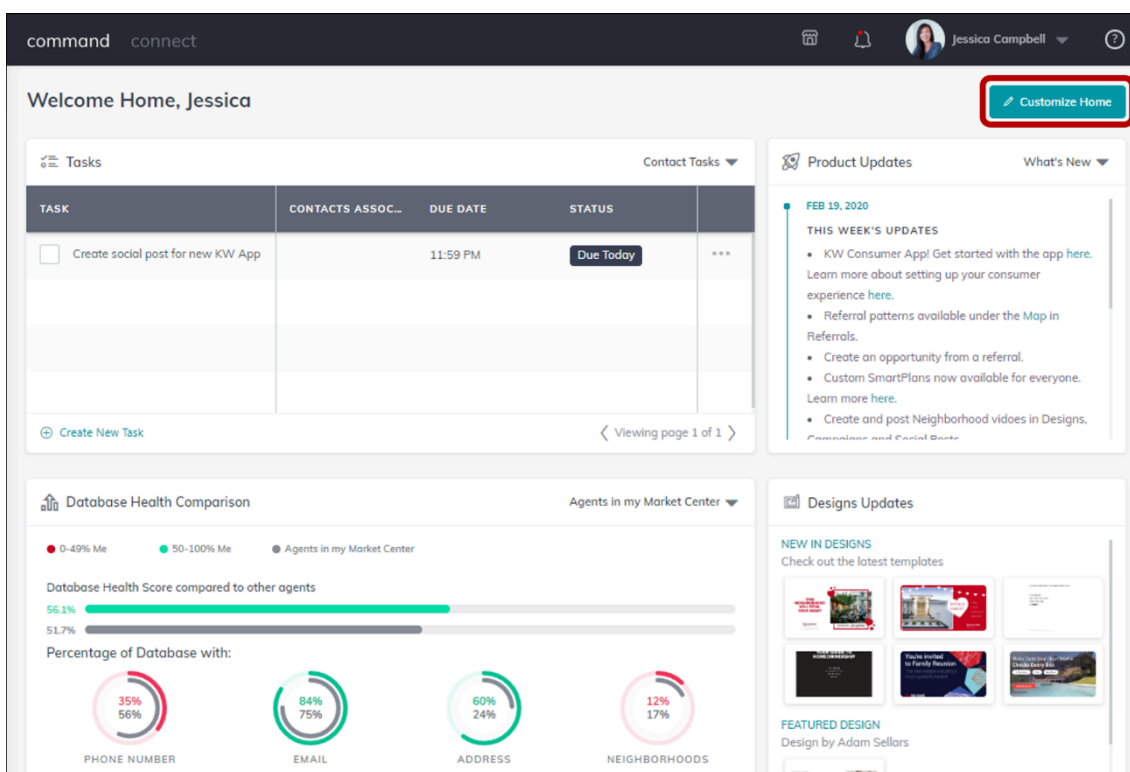 command connect
Jessica Campbell
?
Welcome Home, Jessica
Customize Home
Tasks
Contact Tasks
TASK
CONTACTS ASSOC...
DUE DATE
STATUS
Create social post for new KW App
11:59 PM
Due Today
Create New Task
Viewing page 1 of 1
Product Updates
What's New
FEB 19, 2020
THIS WEEK'S UPDATES
• KW Consumer App! Get started with the app here.
Learn more about setting up your consumer
experience here.
• Referral patterns available under the Map in
Referrals.
• Create an opportunity from a referral.
• Custom SmartPlans now available for everyone.
Learn more here.
• Create and post Neighborhood vidoes in Designs,
Campaigns and Social Posts
Database Health Comparison
Agents in my Market Center
0-49% Me
50-100% Me
Agents in my Market Center
Database Health Score compared to other agents
56.1%
51.7%
Percentage of Database with:
35%
56%
PHONE NUMBER
84%
75%
EMAIL
60%
24%
ADDRESS
12%
17%
NEIGHBORHOODS
Designs Updates
NEW IN DESIGNS
Check out the latest templates
HOMEOWNERSHIP
You're invited
to Family Reunion
Checks Every Box
FEATURED DESIGN
Design by Adam Sellars